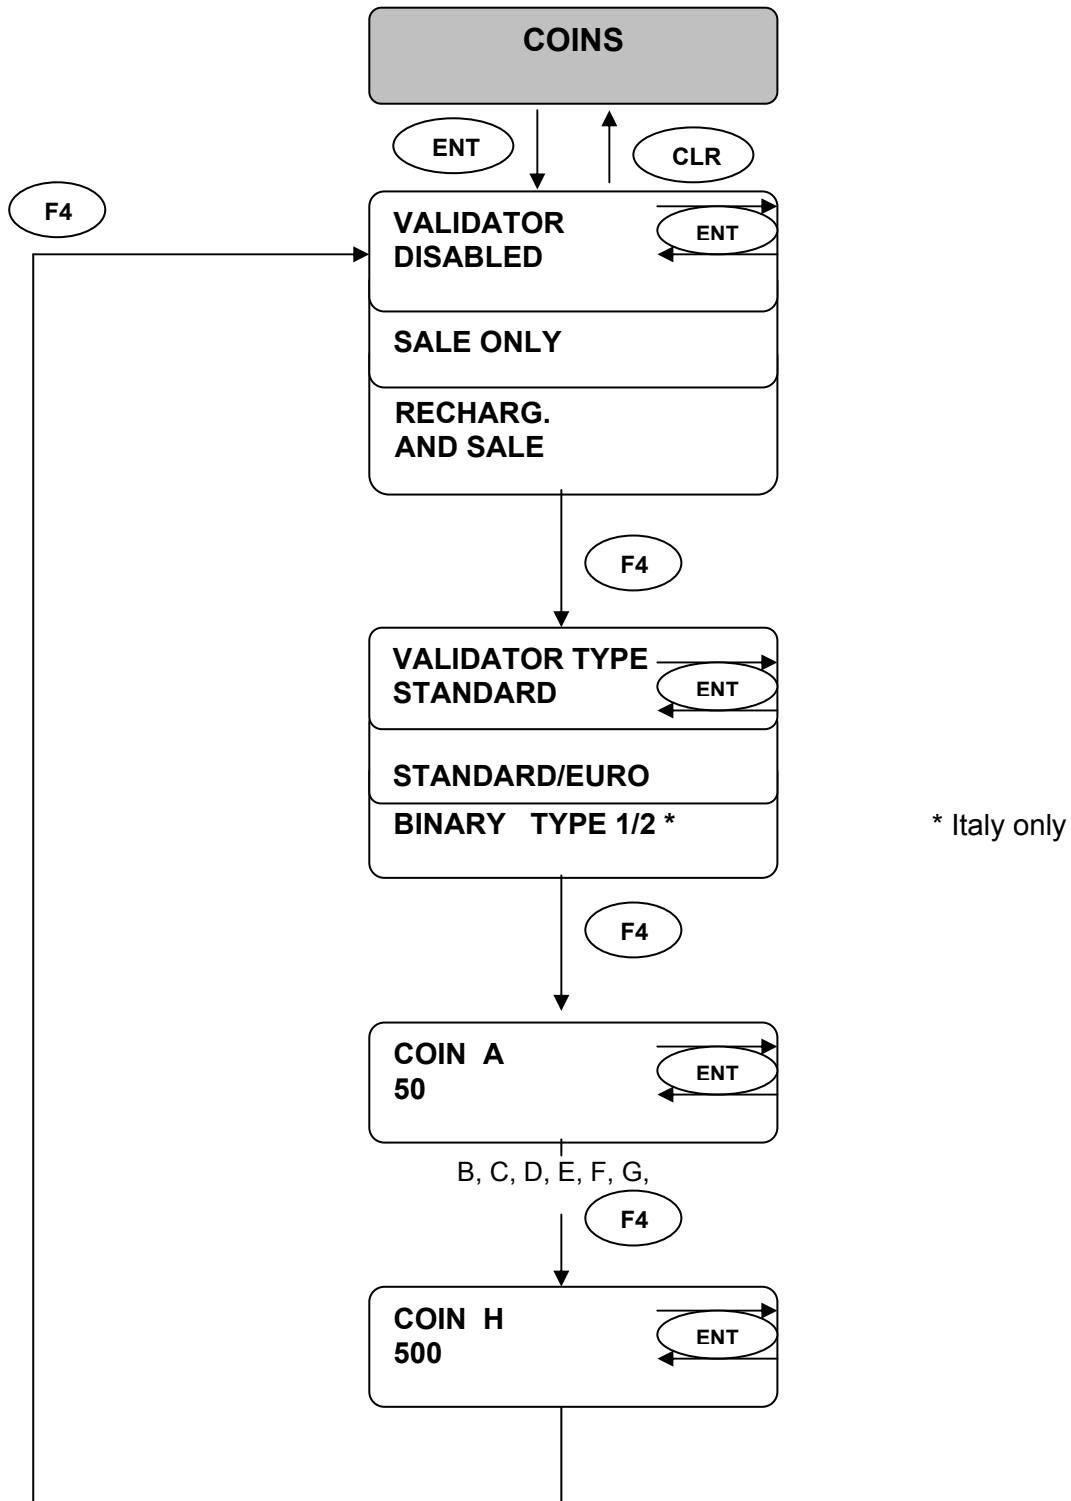 COINS
ENT
CLR
F4
VALIDATOR
DISABLED
ENT
SALE ONLY
RECHARG.
AND SALE
F4
VALIDATOR TYPE
STANDARD
ENT
STANDARD/EURO
BINARY TYPE 1/2 *
* Italy only
F4
COIN A
50
ENT
B, C, D, E, F, G,
F4
COIN H
500
ENT